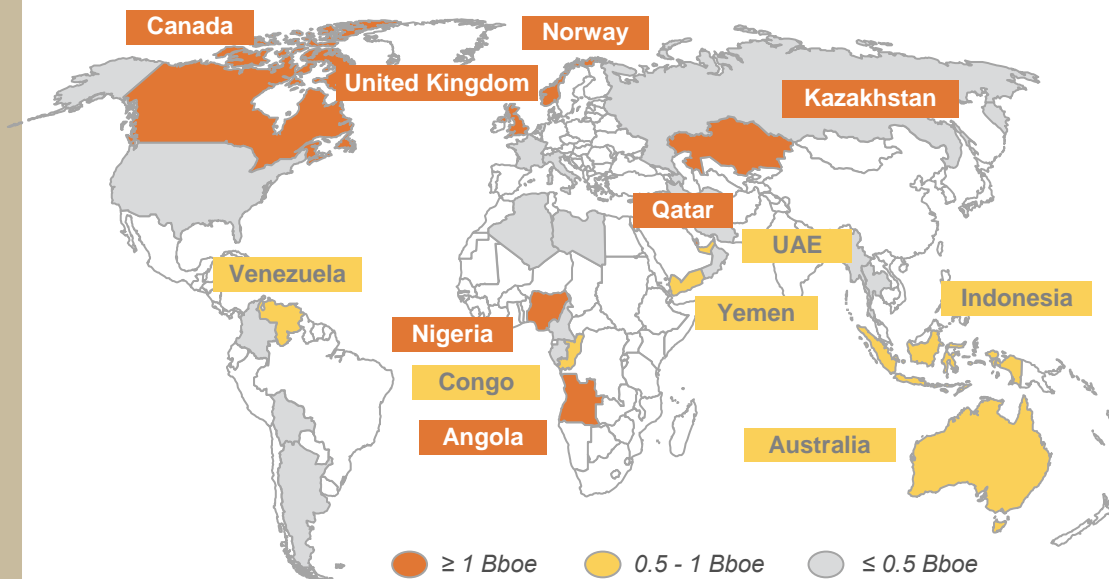 Canada
Norway
United Kingdom
Kazakhstan
Qatar
UAE
Venezuela
Indonesia
Yemen
Nigeria
Congo
Angola
Australia
≥ 1 Bboe
0.5 - 1 Bboe
≤ 0.5 Bboe